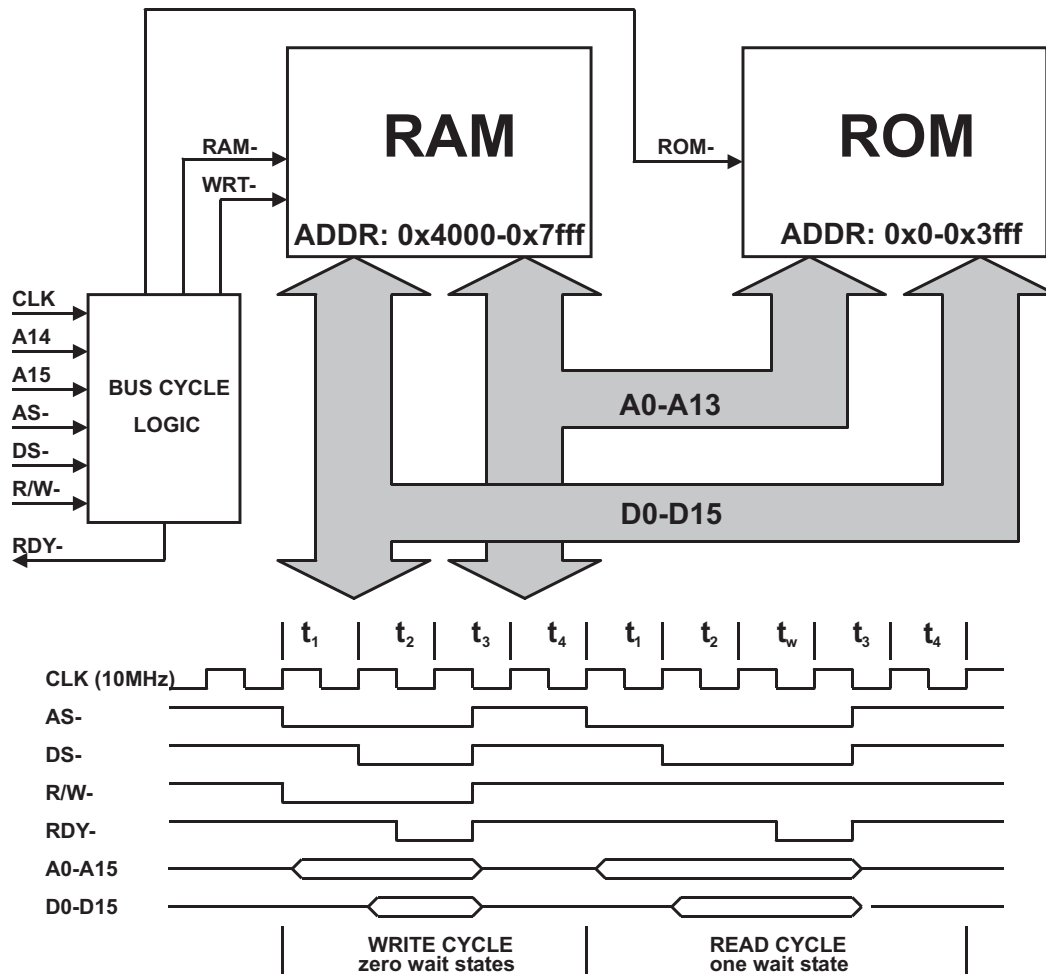 RAM
ROM
RAM-
WRT-
ROM-
ADDR: 0x4000-0x7fff
ADDR: 0x0-0x3fff
CLK
A14
A15
AS-
DS-
R/W-
RDY-
BUS CYCLE
LOGIC
A0-A13
D0-D15
t1 t2 t3 t4 t1 t2 tw t3 t4
CLK (10MHz)
AS-
DS-
R/W-
RDY-
A0-A15
D0-D15
WRITE CYCLE
zero wait states
READ CYCLE
one wait state